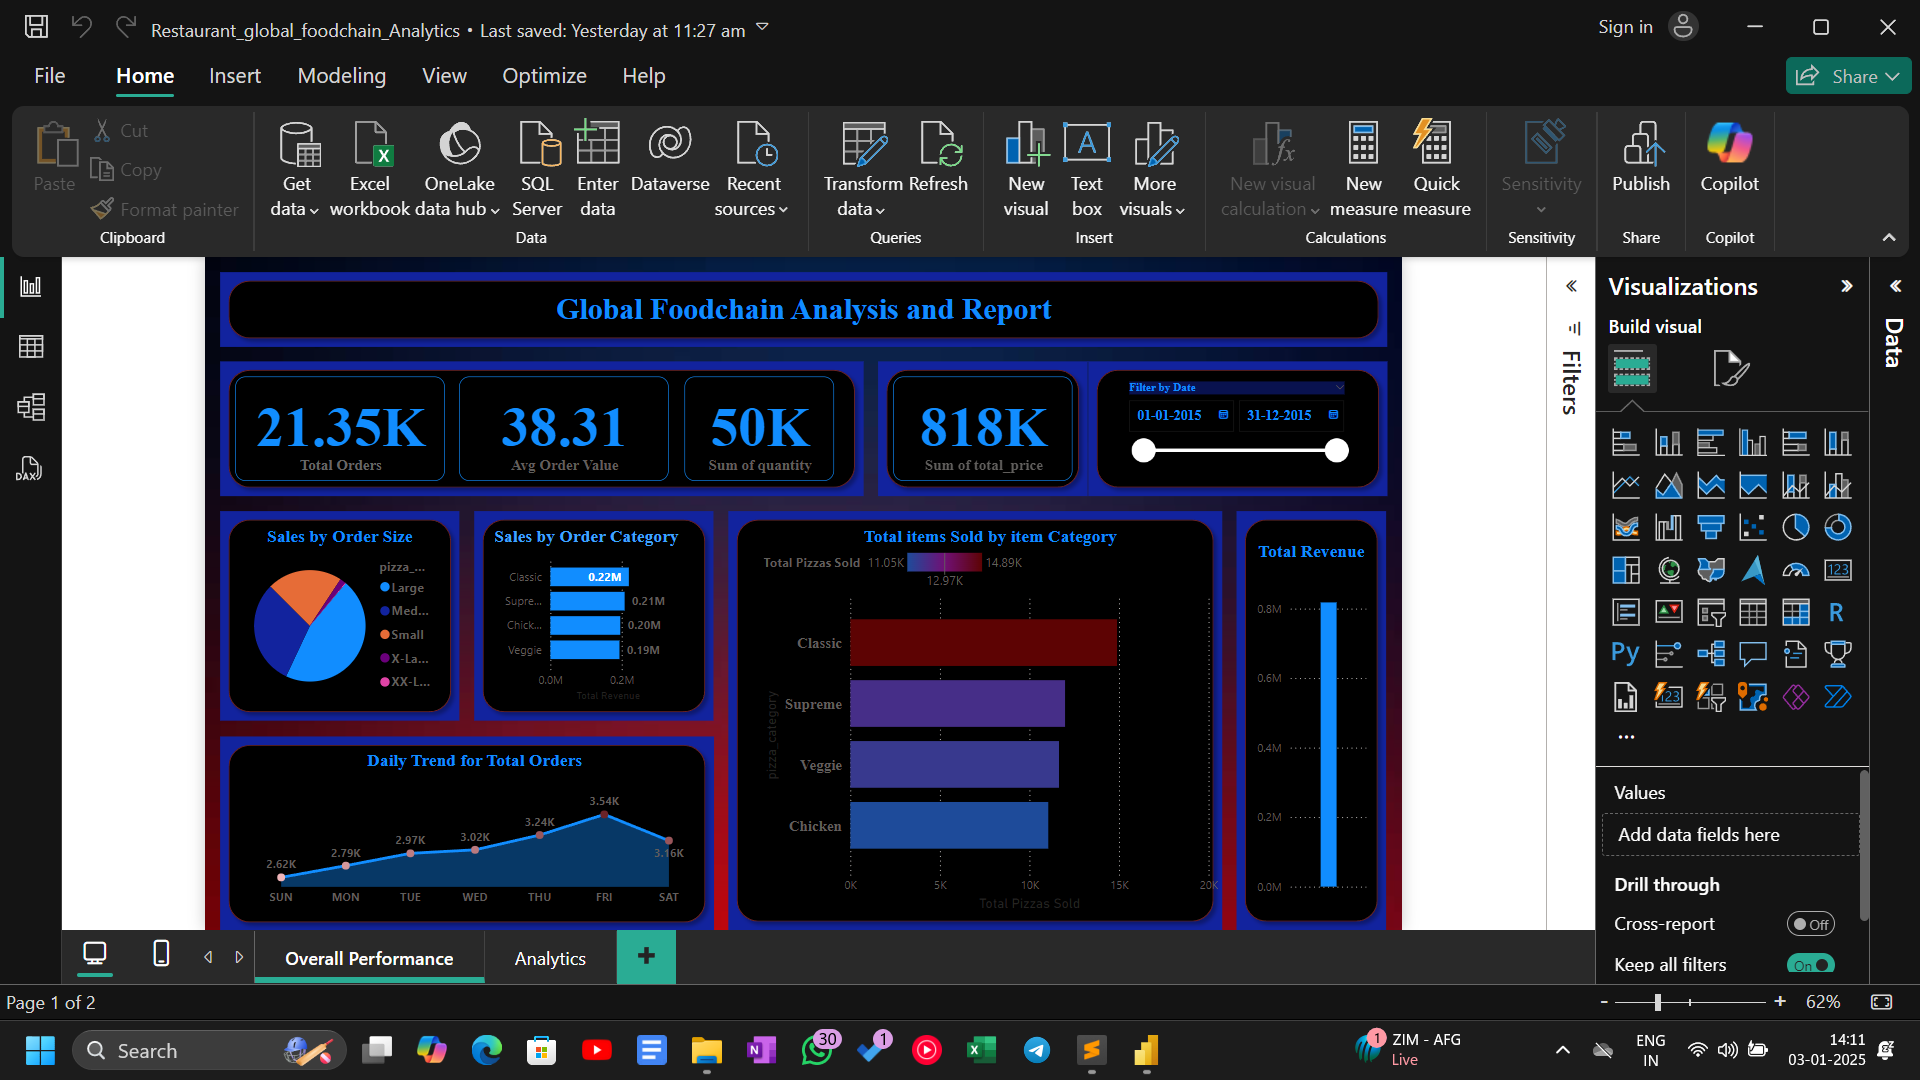 Restaurant_global_foodchain_Analytics • Last saved: Yesterday at 11:27 am
Sign in
File Home Insert Modeling View Optimize Help
Share
Paste
Cut
Copy
Format painter
Clipboard
Get data
Excel workbook
OneLake data hub
SQL Server
Enter data
Dataverse
Recent sources
Data
Transform data
Refresh
Queries
New visual
A
Text box
More visuals
Insert
fx
New visual calculation
New measure
Quick measure
Calculations
Sensitivity
Sensitivity
Publish
Share
Copilot
Copilot
DAX
Global Foodchain Analysis and Report
21.35K
Total Orders
38.31
Avg Order Value
50K
Sum of quantity
818K
Sum of total_price
Filter by Date
01-01-2015
31-12-2015
Sales by Order Size
pizza_...
Large
Med...
Small
X-La...
XX-L...
Sales by Order Category
Classic 0.22M
Supre... 0.21M
Chick... 0.20M
Veggie 0.19M
0.0M 0.2M
Total Revenue
Daily Trend for Total Orders
2.62K 2.79K 2.97K 3.02K 3.24K 3.54K 3.16K
SUN MON TUE WED THU FRI SAT
Total items Sold by item Category
Total Pizzas Sold 11.05K 14.89K
12.97K
pizza_category
Classic
Supreme
Veggie
Chicken
0K 5K 10K 15K 20K
Total Pizzas Sold
Total Revenue
0.8M
0.6M
0.4M
0.2M
0.0M
Filters
Visualizations
Build visual
123
R
Py
123
...
Values
Add data fields here
Drill through
Cross-report
Off
Keep all filters
On
Data
Overall Performance
Analytics
+
Page 1 of 2
- + 62%
Search
30
1
1
ZIM - AFG
Live
ENG
IN
14:11
03-01-2025